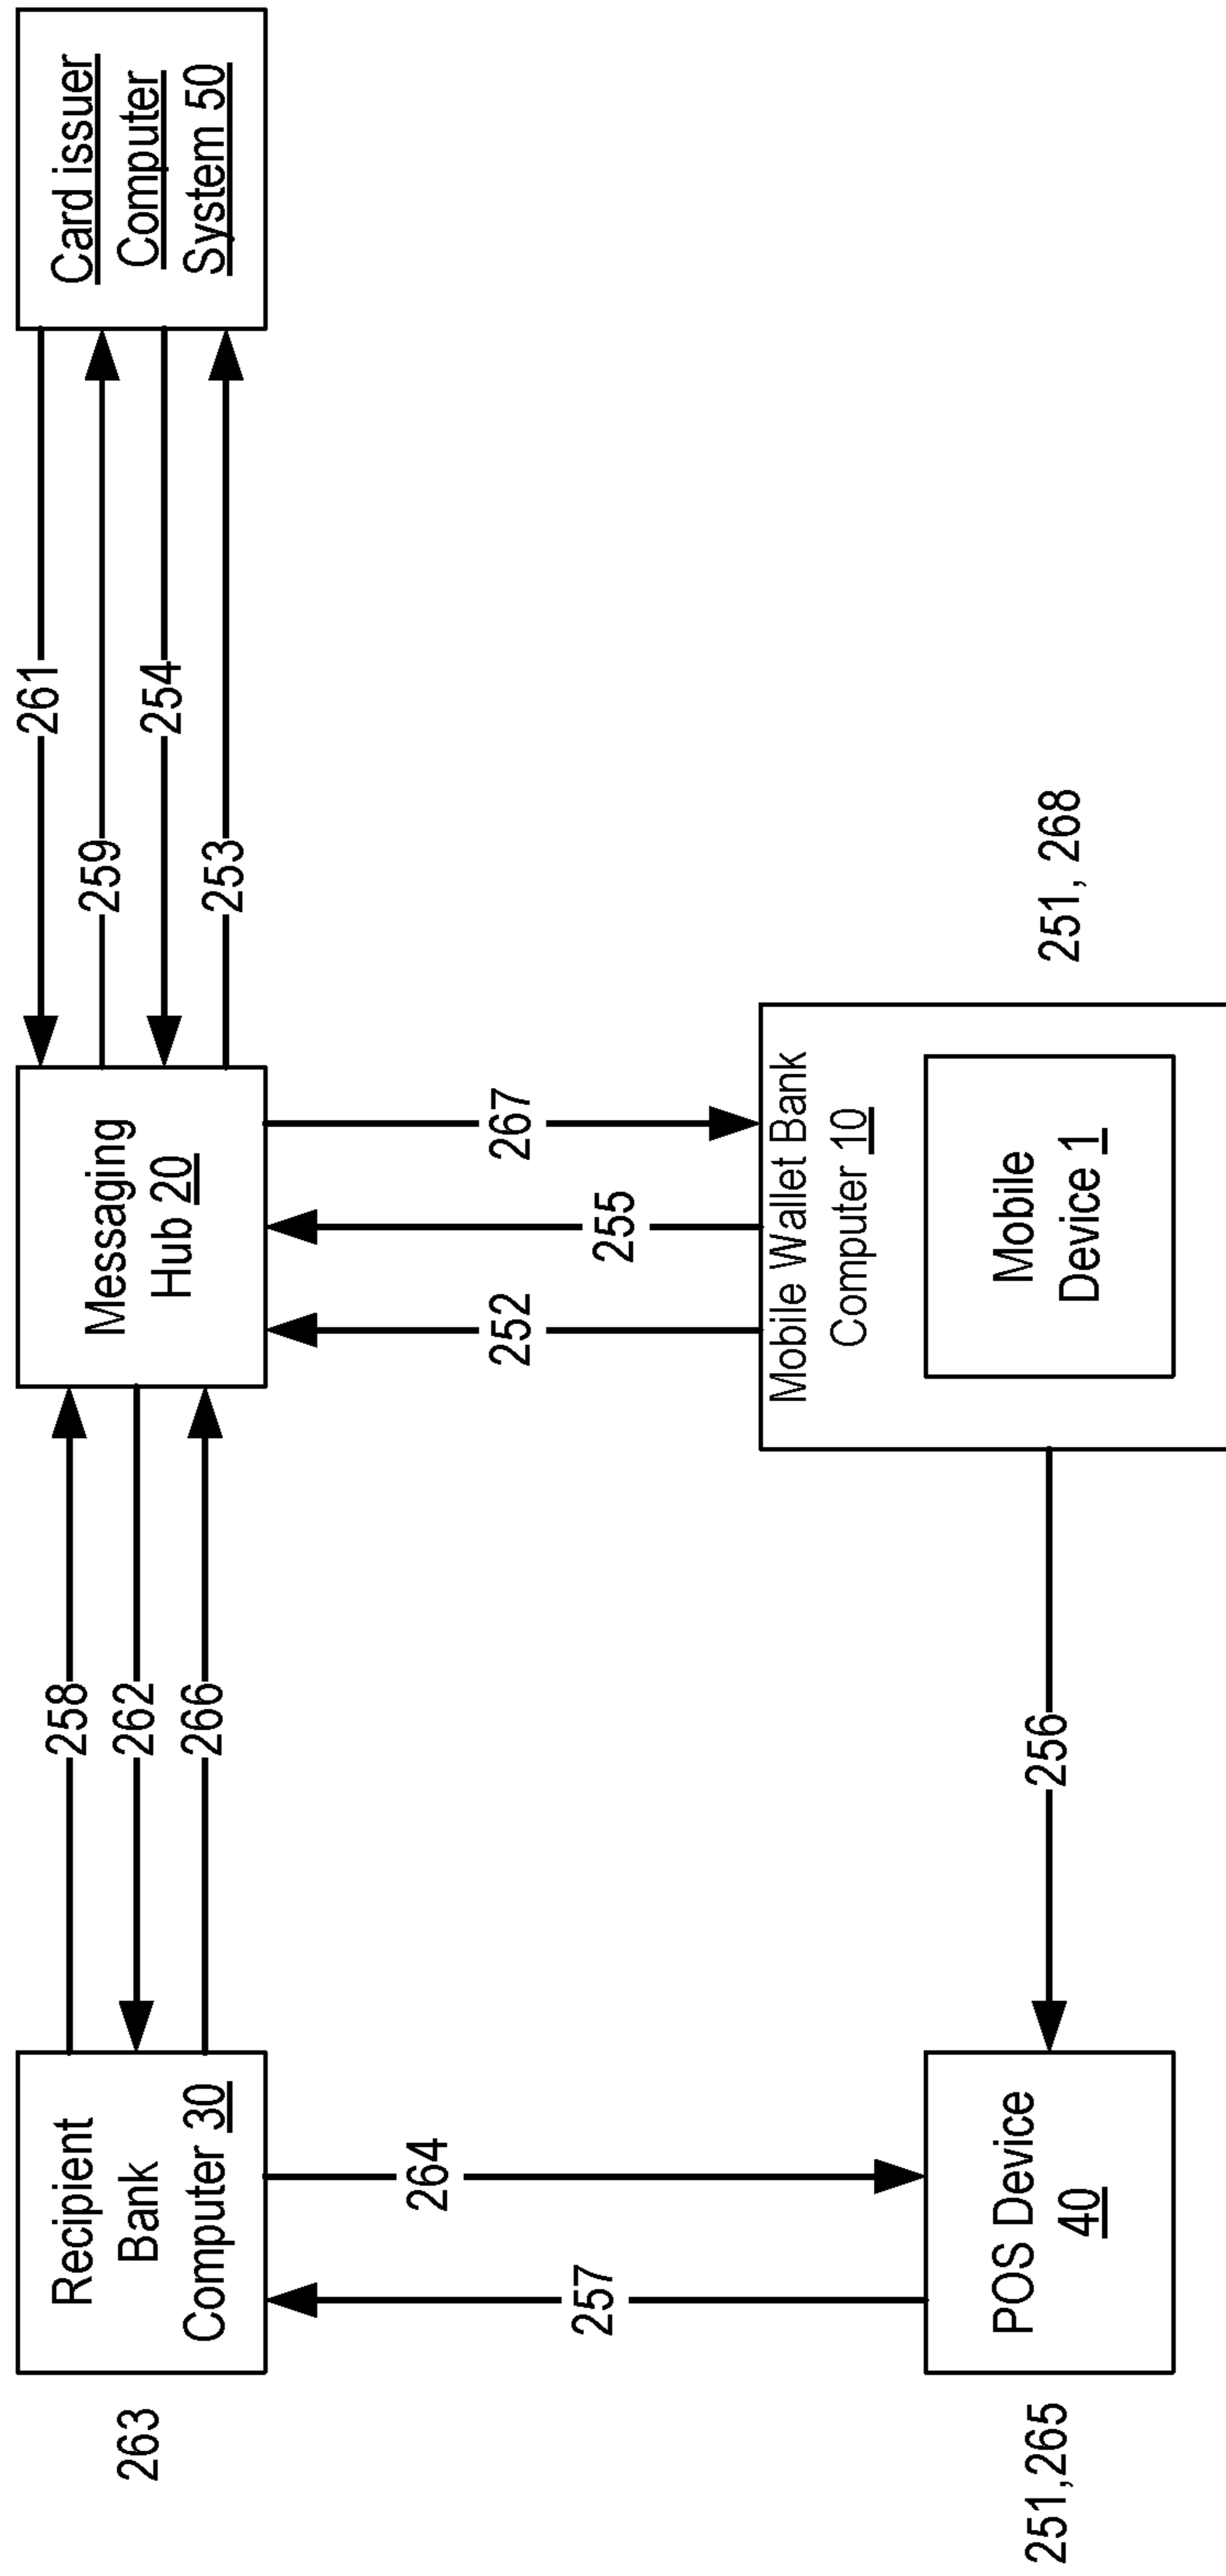 263
Recipient
Bank
Computer 30
258
262
266
Messaging
Hub 20
261
259
254
253
Card issuer
Computer
System 50
257
264
252
255
267
251,265
POS Device
40
256
Mobile Wallet Bank
Computer 10
Mobile
Device 1
251, 268